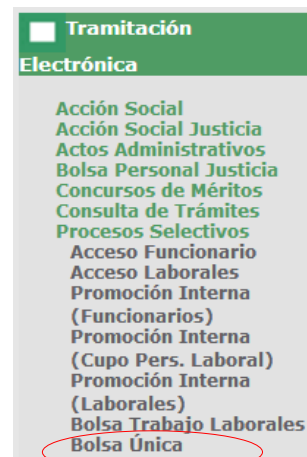 Tramitación
Electrónica
Acción Social
Acción Social Justicia
Actos Administrativos
Bolsa Personal Justicia
Concursos de Méritos
Consulta de Trámites
Procesos Selectivos
Acceso Funcionario
Acceso Laborales
Promoción Interna
(Funcionarios)
Promoción Interna
(Cupo Pers. Laboral)
Promoción Interna
(Laborales)
Bolsa Trabajo Laborales
Bolsa Única